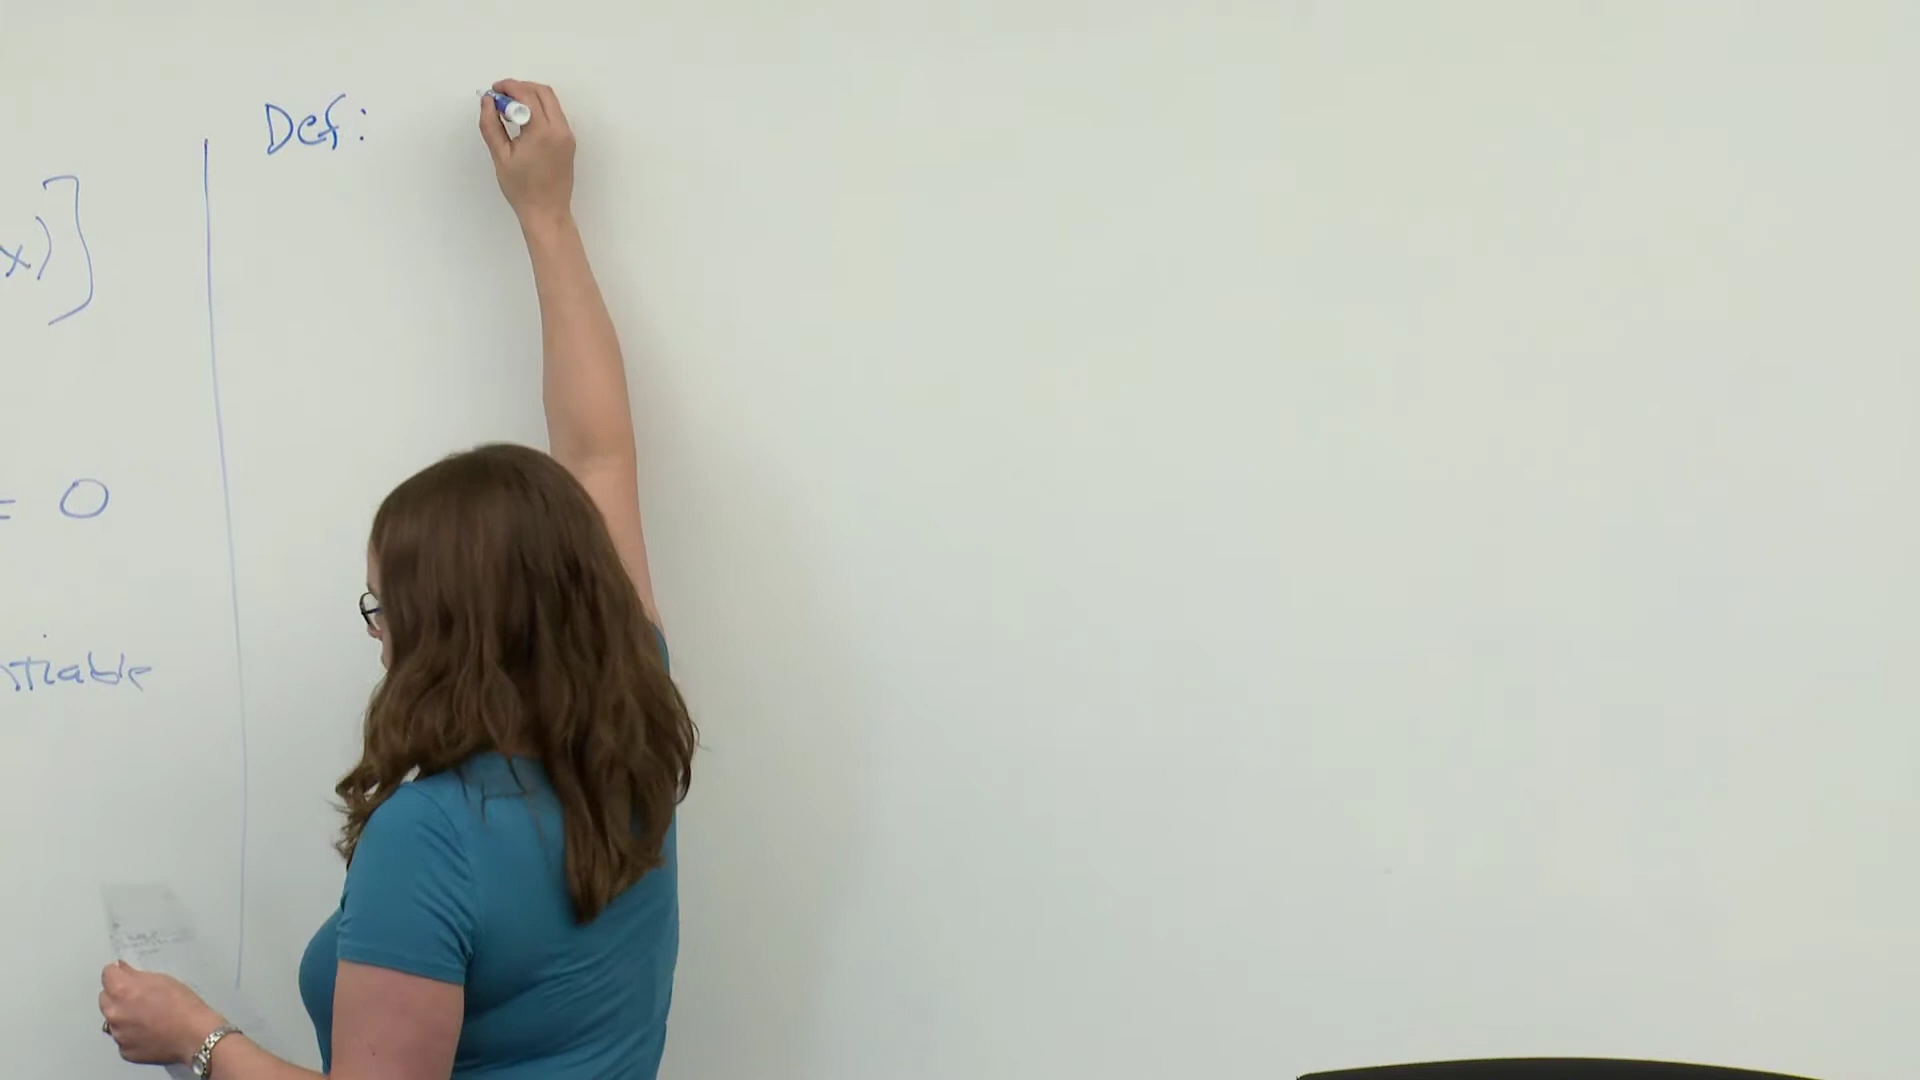 Def:
x)]
= 0
ntiable